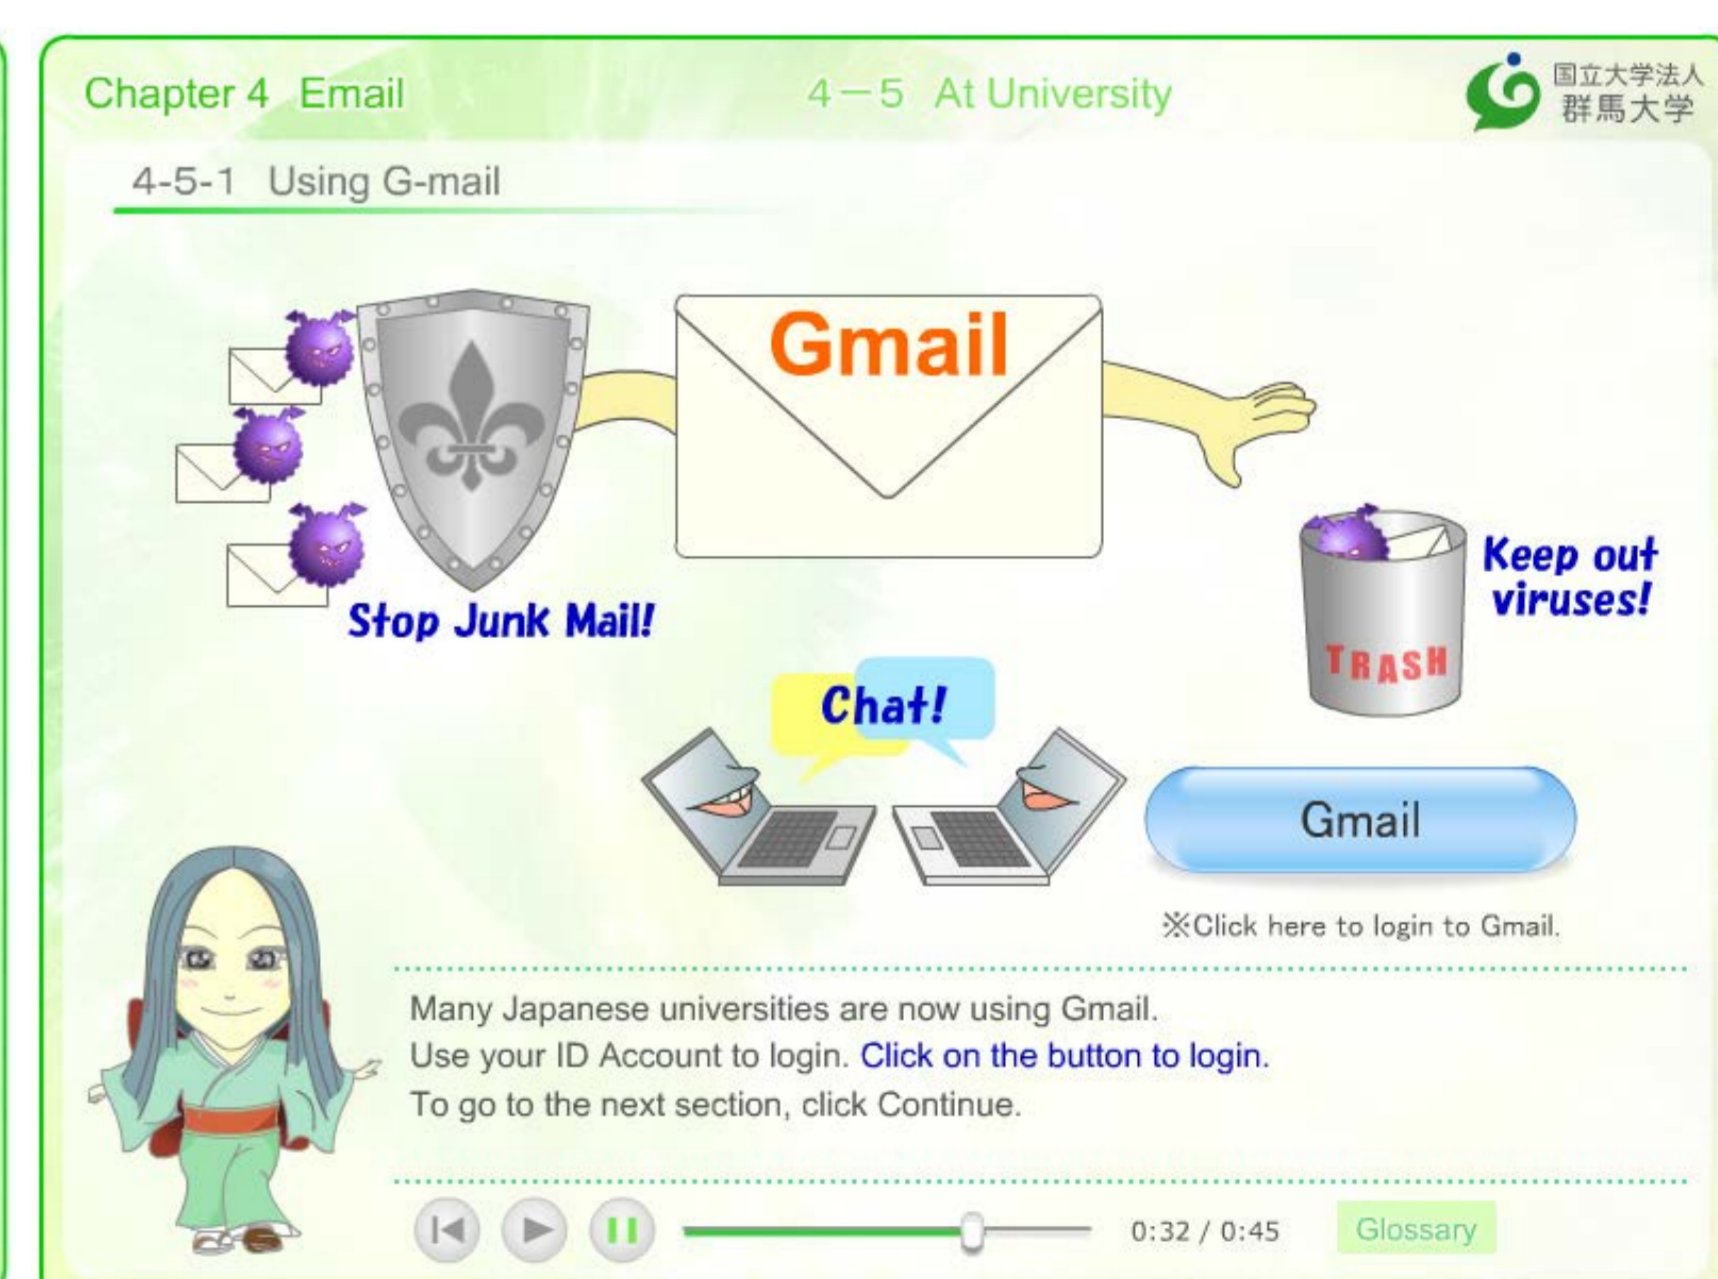 Chapter 4 Email
4－5 At University
国立大学法人
群馬大学
4-5-1 Using G-mail
Gmail
Stop Junk Mail!
Keep out
viruses!
TRASH
Chat!
Gmail
※Click here to login to Gmail.
Many Japanese universities are now using Gmail.
Use your ID Account to login. Click on the button to login.
To go to the next section, click Continue.
0:32 / 0:45
Glossary